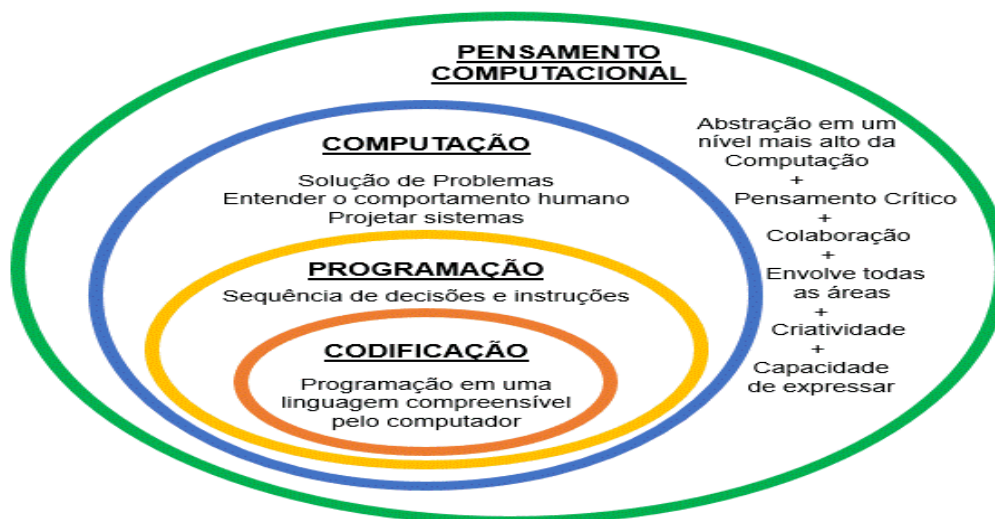 PENSAMENTO
COMPUTACIONAL
COMPUTAÇÃO
Solução de Problemas
Entender o comportamento humano
Projetar sistemas
PROGRAMAÇÃO
Sequência de decisões e instruções
CODIFICAÇÃO
Programação em uma
linguagem compreensível
pelo computador
Abstração em um
nível mais alto da
Computação
+
Pensamento Crítico
+
Colaboração
+
Envolve todas
as áreas
+
Criatividade
+
Capacidade
de expressar